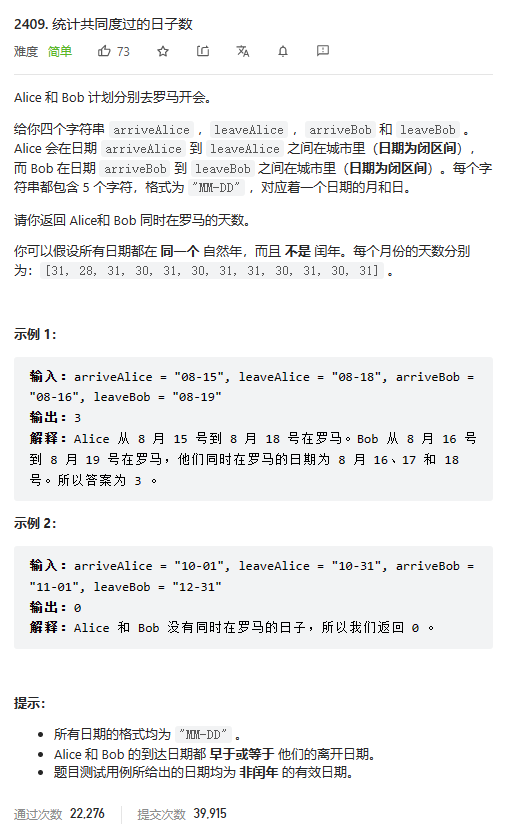 2409. 统计共同度过的日子数
难度 简单 73
Alice 和 Bob 计划分别去罗马开会。
给你四个字符串 arriveAlice ，leaveAlice ，arriveBob 和 leaveBob 。
Alice 会在日期 arriveAlice 到 leaveAlice 之间在城市里（日期为闭区间），
而 Bob 在日期 arriveBob 到 leaveBob 之间在城市里（日期为闭区间）。每个字
符串都包含 5 个字符，格式为 "MM-DD" ，对应着一个日期的月和日。
请你返回 Alice和 Bob 同时在罗马的天数。
你可以假设所有日期都在 同一个 自然年，而且 不是 闰年。每个月份的天数分别
为：[31, 28, 31, 30, 31, 30, 31, 31, 30, 31, 30, 31] 。
示例 1：
输入：arriveAlice = "08-15", leaveAlice = "08-18", arriveBob =
"08-16", leaveBob = "08-19"
输出：3
解释：Alice 从 8 月 15 号到 8 月 18 号在罗马。Bob 从 8 月 16 号
到 8 月 19 号在罗马，他们同时在罗马的日期为 8 月 16、17 和 18
号。所以答案为 3 。
示例 2：
输入：arriveAlice = "10-01", leaveAlice = "10-31", arriveBob =
"11-01", leaveBob = "12-31"
输出：0
解释：Alice 和 Bob 没有同时在罗马的日子，所以我们返回 0 。
提示：
所有日期的格式均为 "MM-DD" 。
Alice 和 Bob 的到达日期都 早于或等于 他们的离开日期。
题目测试用例所给出的日期均为 非闰年 的有效日期。
通过次数 22,276 提交次数 39,915